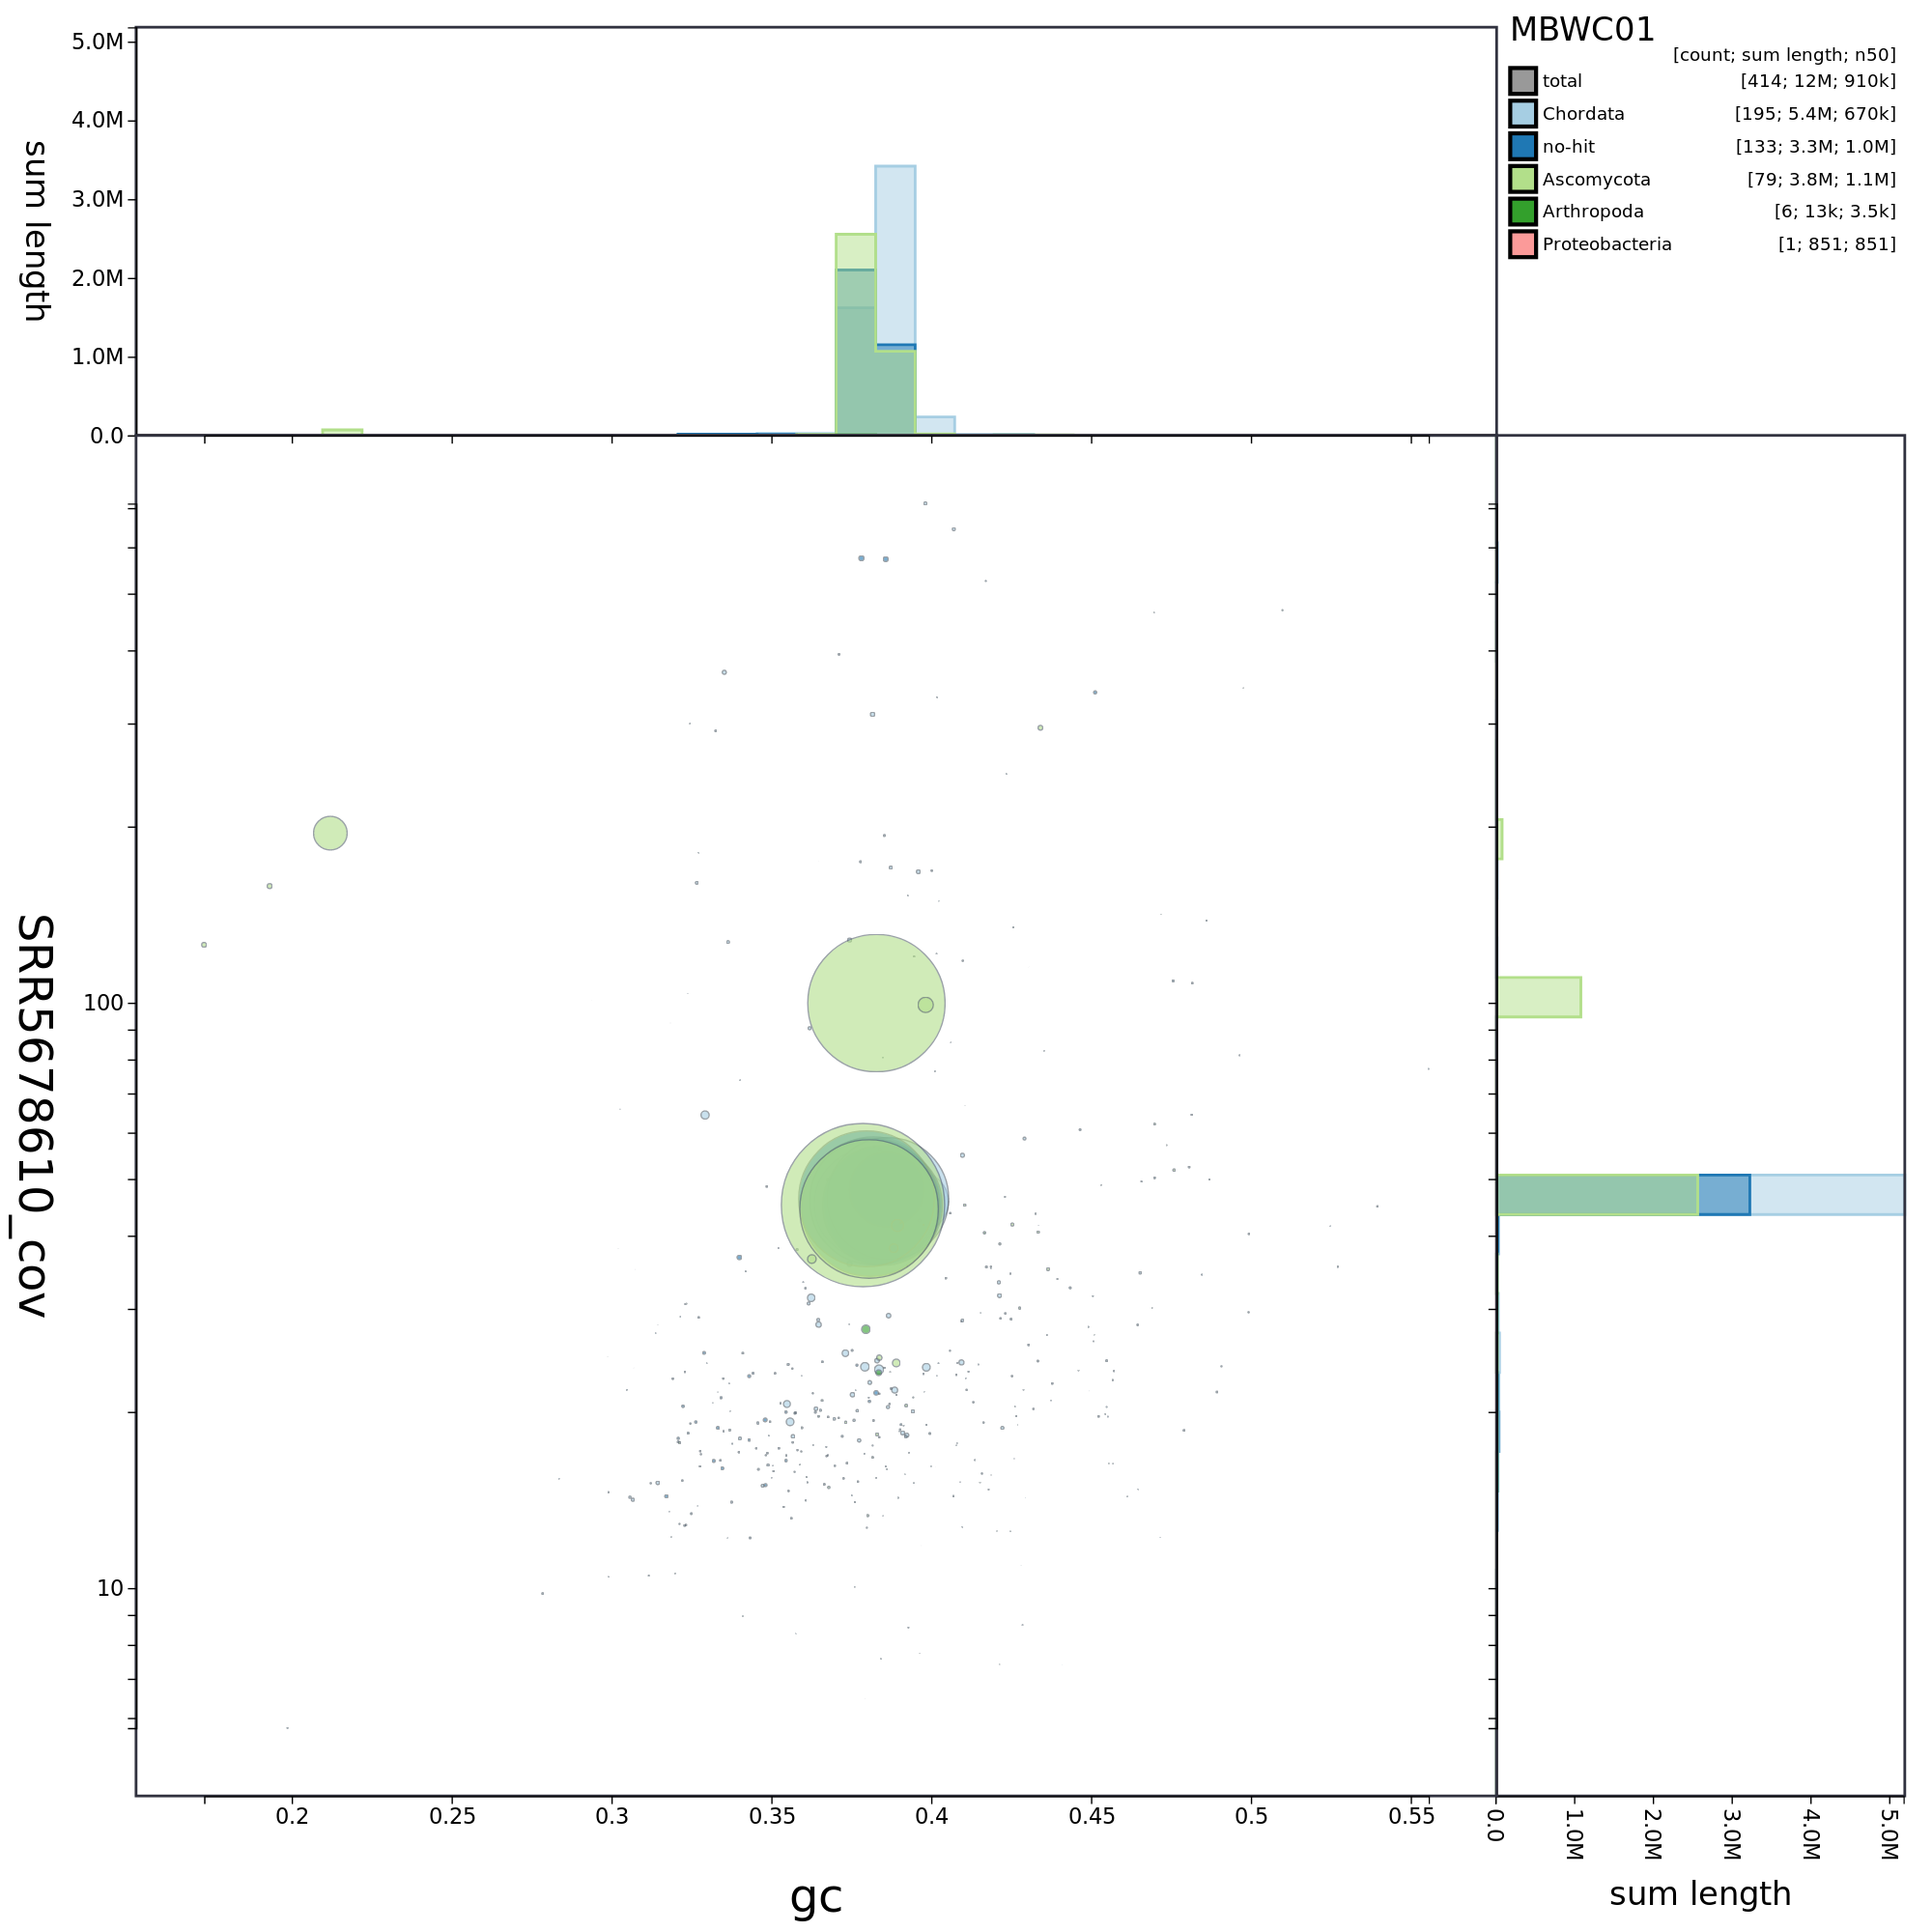 MBWC01
[count; sum length; n50]
total [414; 12M; 910k]
Chordata [195; 5.4M; 670k]
no-hit [133; 3.3M; 1.0M]
Ascomycota [79; 3.8M; 1.1M]
Arthropoda [6; 13k; 3.5k]
Proteobacteria [1; 851; 851]
sum length
5.0M
4.0M
3.0M
2.0M
1.0M
0.0
SRR5678610_cov
100
10
0.2 0.25 0.3 0.35 0.4 0.45 0.5 0.55
gc
0.0 1.0M 2.0M 3.0M 4.0M 5.0M
sum length